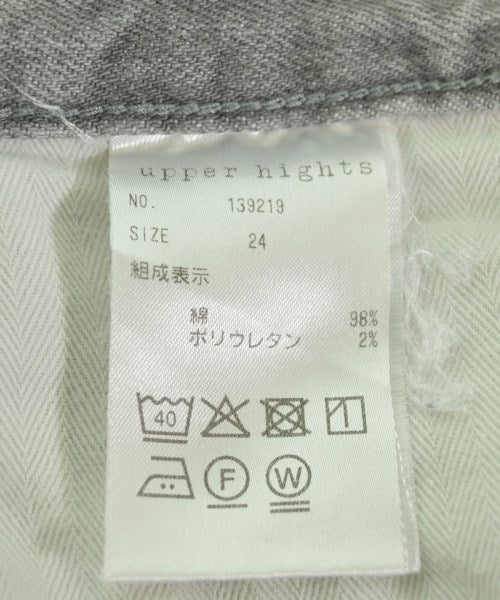 upper hights
NO. 139219
SIZE 24
組成表示
綿 98%
ポリウレタン 2%
40
F W